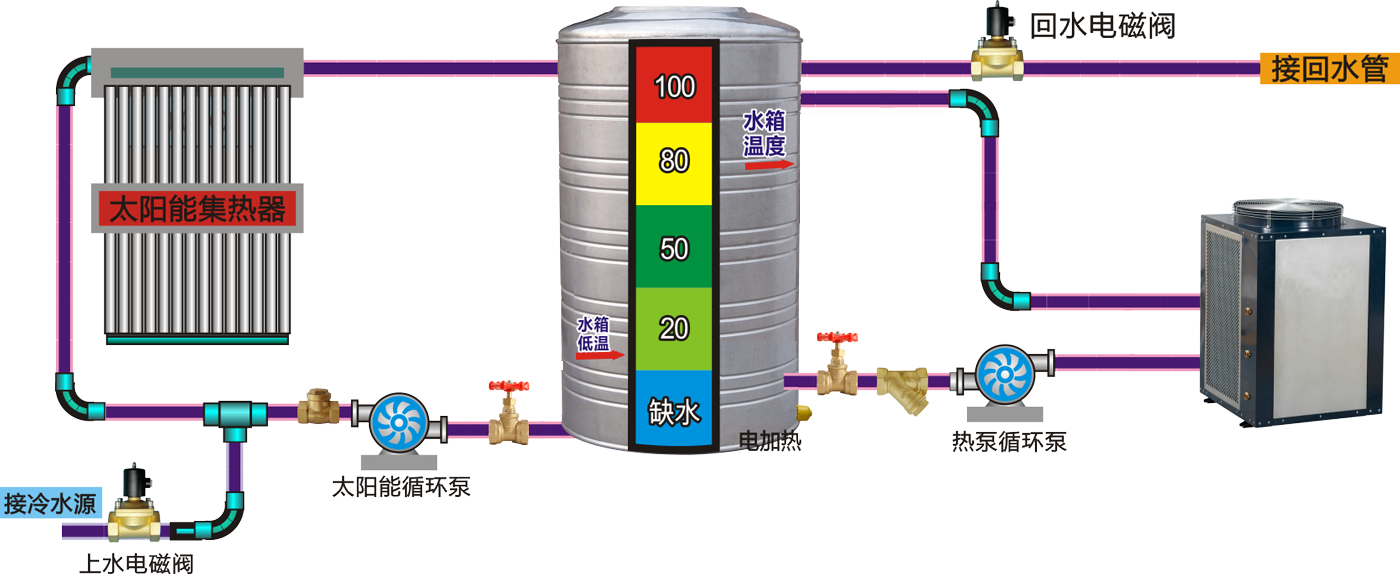 回水电磁阀
接回水管
100
水箱
温度
80
太阳能集热器
50
水箱
低温
20
缺水
电加热
热泵循环泵
太阳能循环泵
接冷水源
上水电磁阀